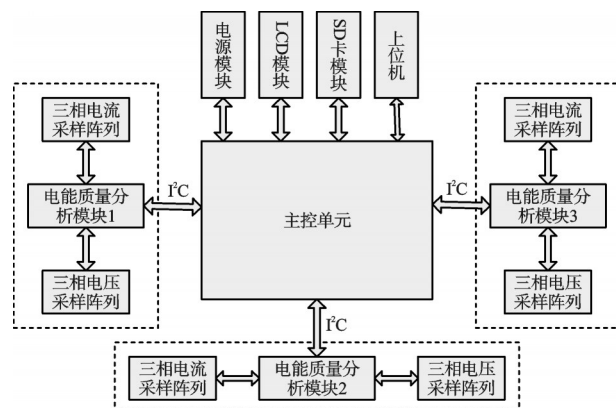 电源模块
LCD模块
SD卡模块
上位机
三相电流
采样阵列
电能质量分
析模块1
三相电压
采样阵列
I²C
主控单元
I²C
三相电流
采样阵列
电能质量分
析模块3
三相电压
采样阵列
I²C
三相电流
采样阵列
电能质量分
析模块2
三相电压
采样阵列